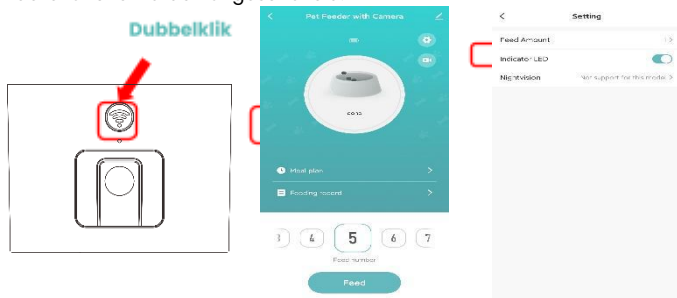 Dubbelklik
Pet Feeder with Camera
Meal plan
Feeding record
4
5
6
7
Feed number
Feed
Setting
Feed Amount
Indicator LED
Nightvision
Not support for this model